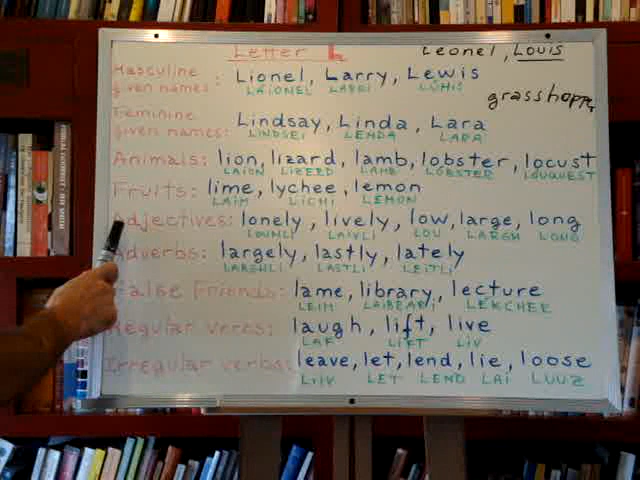 Letter L
Leonel, Louis
Masculine given names: Lionel, Larry, Lewis
LAIONEL LARRI LUHIS
grasshopper
Feminine given names: Lindsay, Linda, Lara
LINDSEI LENDA LARA
Animals: lion, lizard, lamb, lobster, locust
LAION LIZERD LAMB LOBSTER LOUQUEST
Fruits: lime, lychee, lemon
LAIM LICHI LEMON
Adjectives: lonely, lively, low, large, long
LOUNLI LAIVLI LOU LARGH LONG
Adverbs: largely, lastly, lately
LARGHLI LASTLI LEITLI
False Friends: lame, library, lecture
LEIM LAIBRARI LEKCHEE
Regular verbs: laugh, lift, live
LAF LIFT LIV
Irregular verbs: leave, let, lend, lie, loose
LIIV LET LEND LAI LUUZ